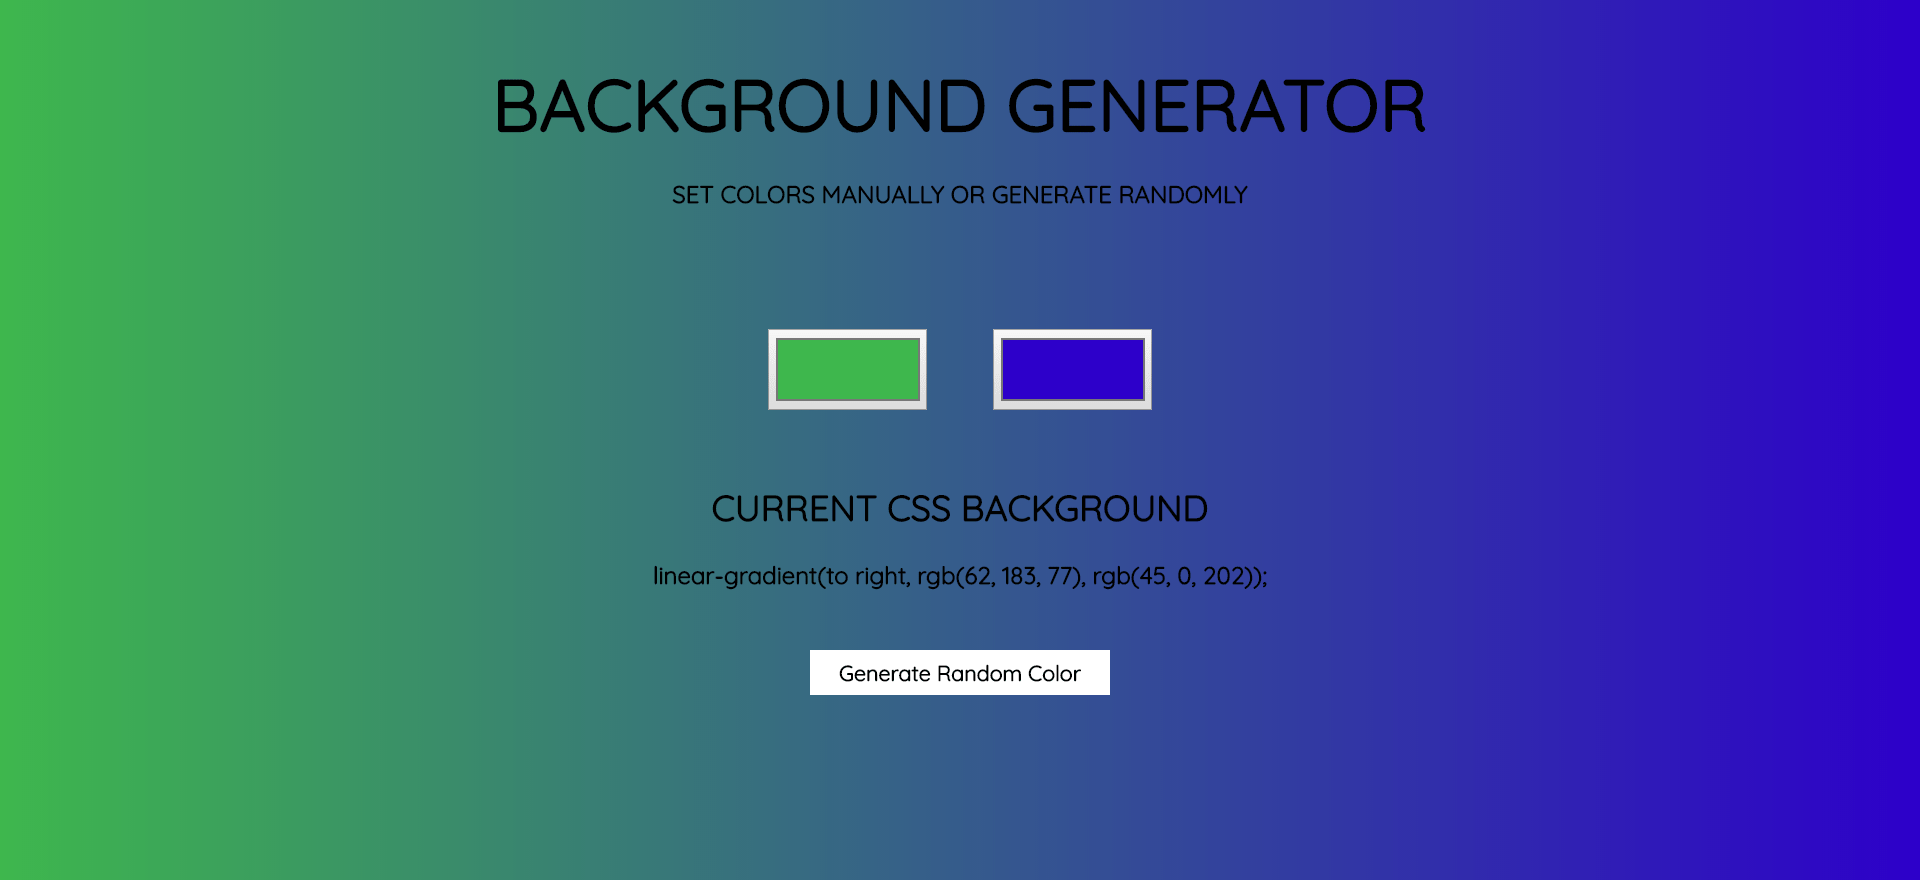 BACKGROUND GENERATOR
SET COLORS MANUALLY OR GENERATE RANDOMLY
CURRENT CSS BACKGROUND
linear-gradient(to right, rgb(62, 183, 77), rgb(45, 0, 202));
Generate Random Color